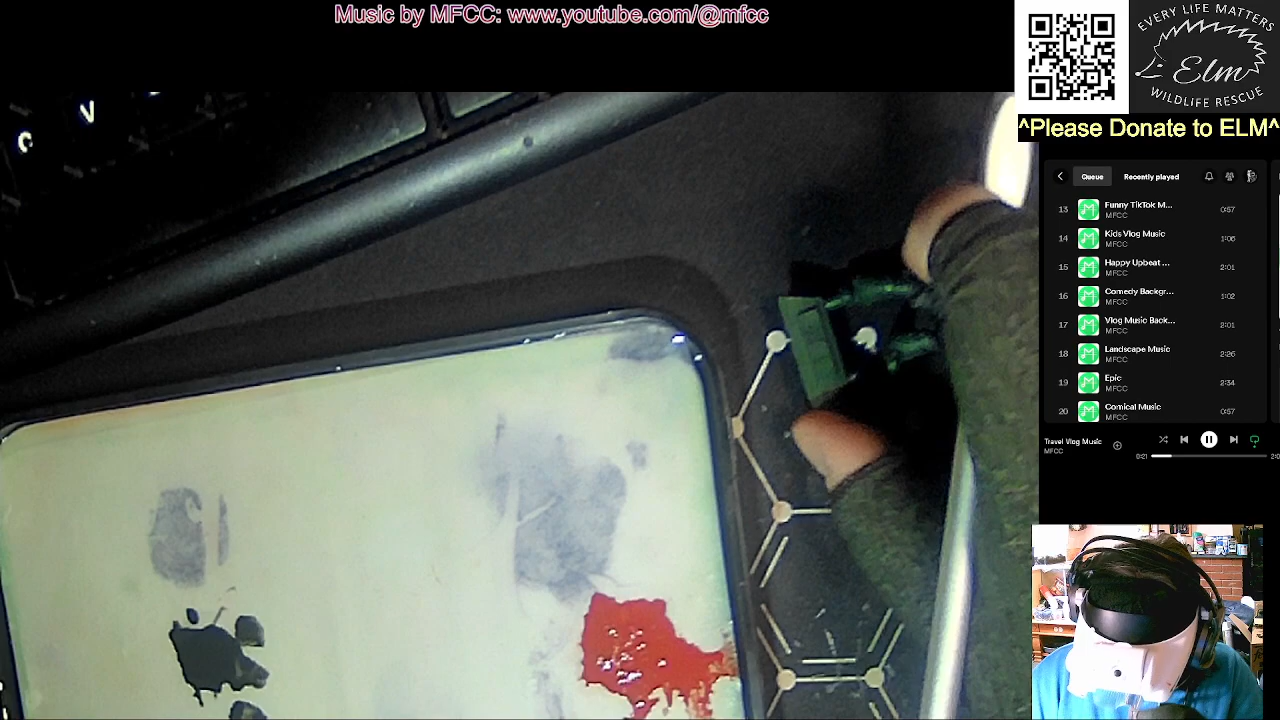 Music by MFCC: www.youtube.com/@mfcc
EVERY LIFE MATTERS
Elm
WILDLIFE RESCUE
^Please Donate to ELM^
Queue
Recently played
13 Funny TikTok M... 0:57
MFCC
14 Kids Vlog Music 1:06
MFCC
15 Happy Upbeat ... 2:01
MFCC
16 Comedy Backgr... 1:02
MFCC
17 Vlog Music Back... 2:01
MFCC
18 Landscape Music 2:26
MFCC
19 Epic 2:34
MFCC
20 Comical Music 0:57
MFCC
Travel Vlog Music
MFCC
0:21
C V